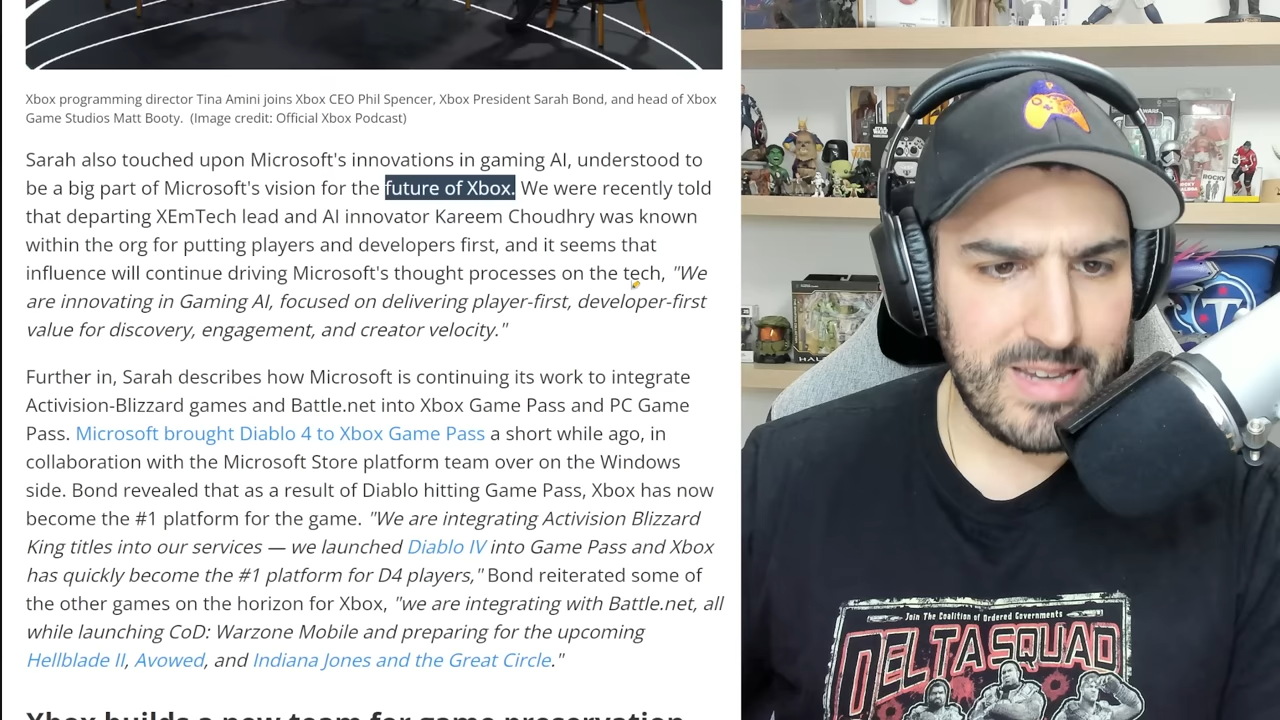 Xbox programming director Tina Amini joins Xbox CEO Phil Spencer, Xbox President Sarah Bond, and head of Xbox
Game Studios Matt Booty. (Image credit: Official Xbox Podcast)
Sarah also touched upon Microsoft's innovations in gaming AI, understood to
be a big part of Microsoft's vision for the future of Xbox. We were recently told
that departing XEmTech lead and AI innovator Kareem Choudhry was known
within the org for putting players and developers first, and it seems that
influence will continue driving Microsoft's thought processes on the tech, "We
are innovating in Gaming AI, focused on delivering player-first, developer-first
value for discovery, engagement, and creator velocity."
Further in, Sarah describes how Microsoft is continuing its work to integrate
Activision-Blizzard games and Battle.net into Xbox Game Pass and PC Game
Pass. Microsoft brought Diablo 4 to Xbox Game Pass a short while ago, in
collaboration with the Microsoft Store platform team over on the Windows
side. Bond revealed that as a result of Diablo hitting Game Pass, Xbox has now
become the #1 platform for the game. "We are integrating Activision Blizzard
King titles into our services — we launched Diablo IV into Game Pass and Xbox
has quickly become the #1 platform for D4 players," Bond reiterated some of
the other games on the horizon for Xbox, "we are integrating with Battle.net, all
while launching CoD: Warzone Mobile and preparing for the upcoming
Hellblade II, Avowed, and Indiana Jones and the Great Circle."
Xbox builds a new team for game preservation
STAR WARS
ROCKY
ROCKY
HALO
Join The Coalition of Ordered Governments
DELTA SQUAD